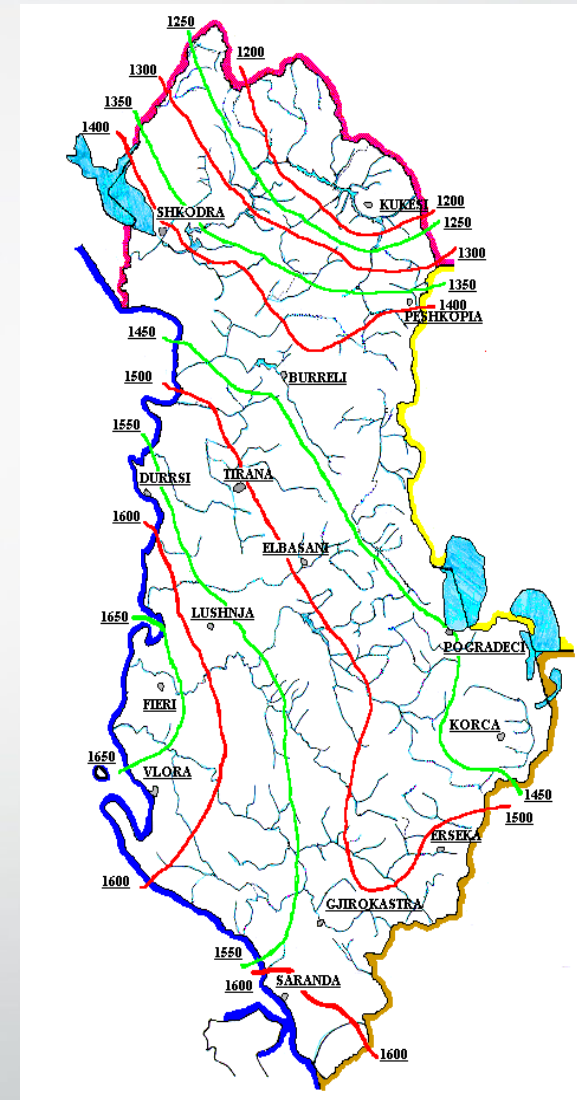 1250
1200
1300
1350
1400
SHKODRA
KUKESI
1200
1250
1300
1350
1400
PESHKOPIA
1450
BURRELI
1500
1550
DURRSI
TIRANA
1600
ELBASANI
1650
LUSHNJA
POGRADECI
FIERI
KORCA
1650
VLORA
1450
1500
ERSEKA
1600
GJIROKASTRA
1550
SARANDA
1600
1600